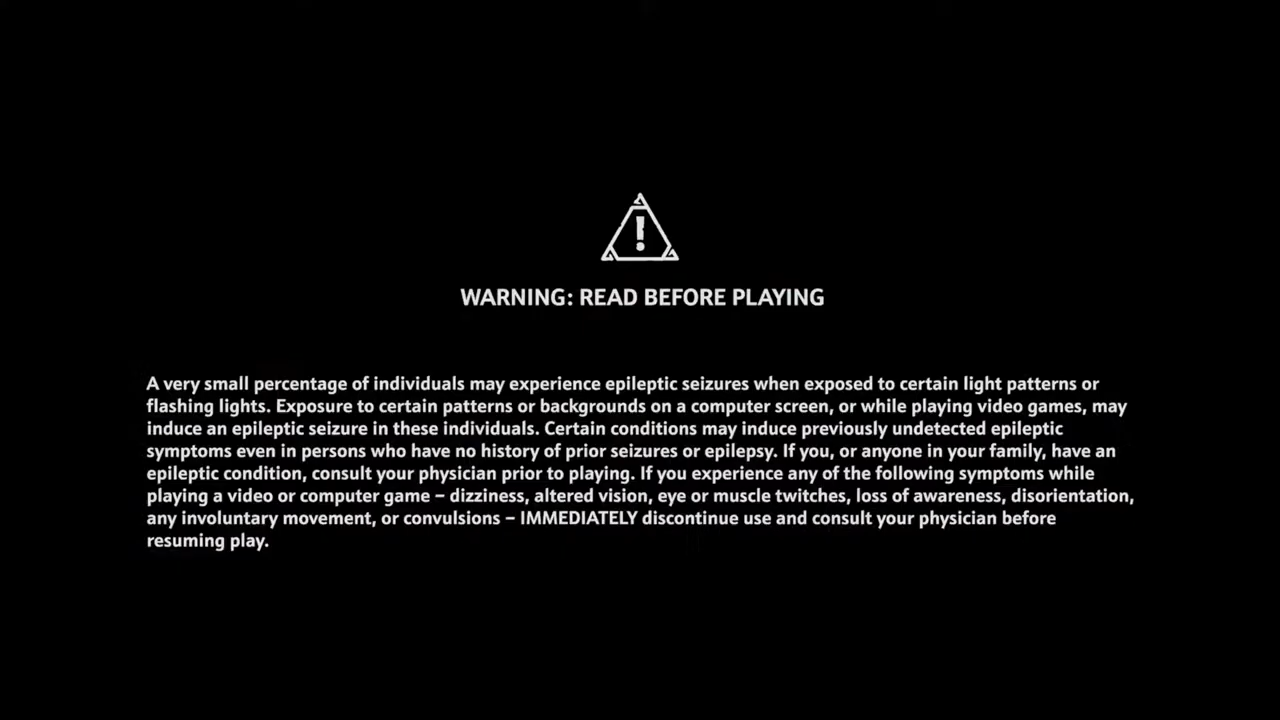 WARNING: READ BEFORE PLAYING
A very small percentage of individuals may experience epileptic seizures when exposed to certain light patterns or
flashing lights. Exposure to certain patterns or backgrounds on a computer screen, or while playing video games, may
induce an epileptic seizure in these individuals. Certain conditions may induce previously undetected epileptic
symptoms even in persons who have no history of prior seizures or epilepsy. If you, or anyone in your family, have an
epileptic condition, consult your physician prior to playing. If you experience any of the following symptoms while
playing a video or computer game – dizziness, altered vision, eye or muscle twitches, loss of awareness, disorientation,
any involuntary movement, or convulsions – IMMEDIATELY discontinue use and consult your physician before
resuming play.